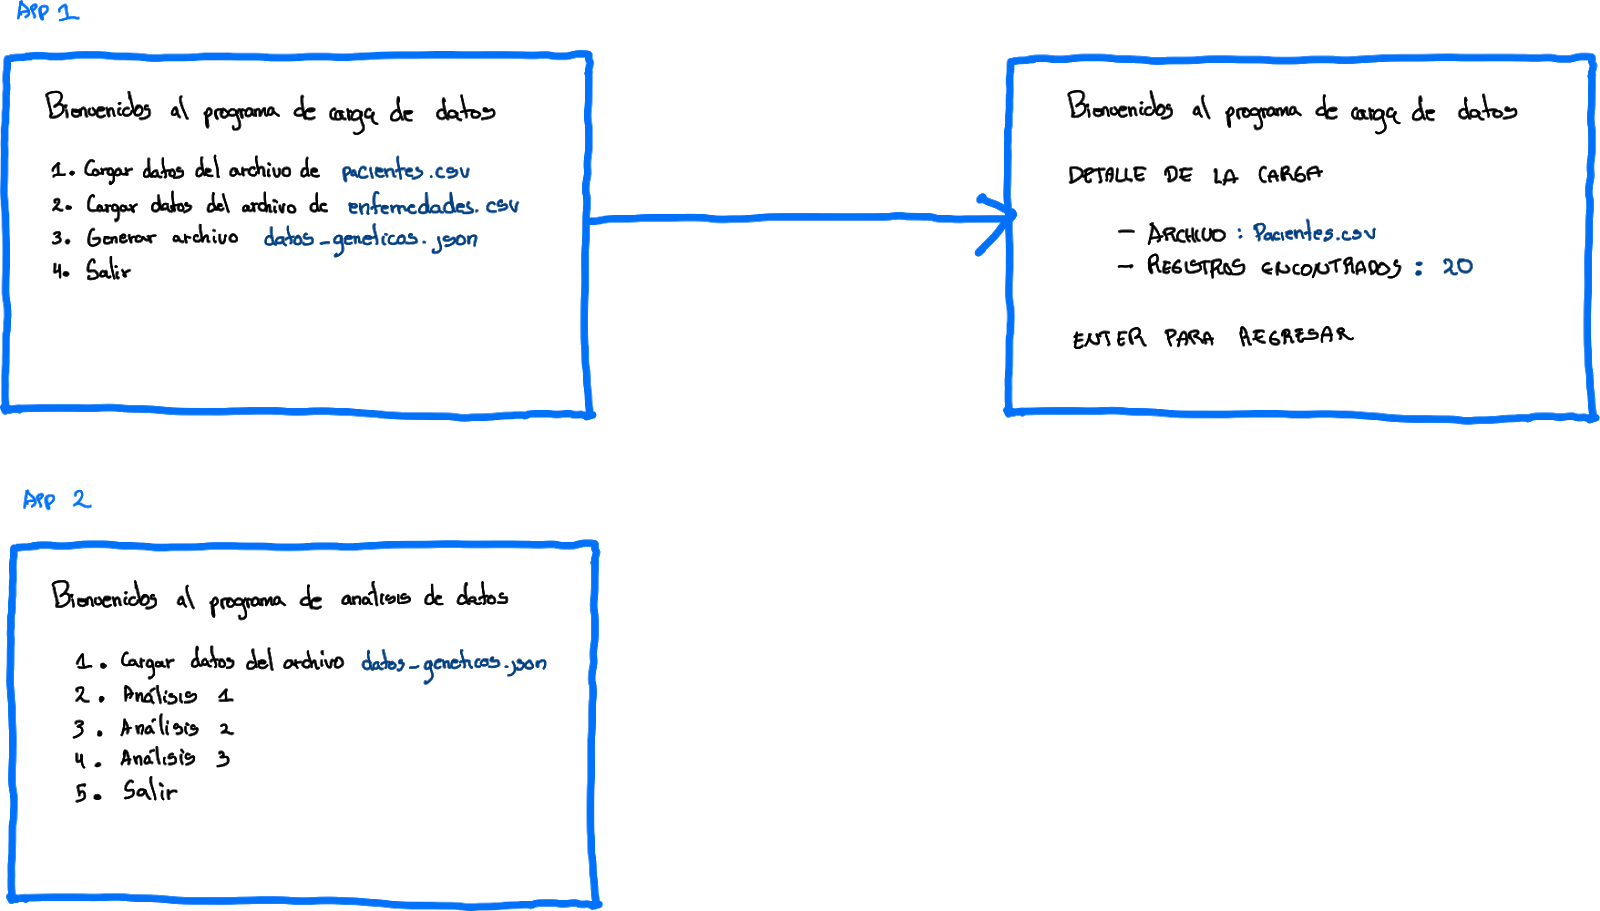 APP 1
Bienvenidos al programa de carga de datos
1. Cargar datos del archivo de pacientes.csv
2. Cargar datos del archivo de enfemedades.csv
3. Generar archivo datos_geneticos.json
4. Salir
Bienvenidos al programa de carga de datos
DETALLE DE LA CARGA
- ARCHIVO : Pacientes.csv
- REGISTROS ENCONTRADOS : 20
ENTER PARA REGRESAR
APP 2
Bienvenidos al programa de análisis de datos
1. Cargar datos del archivo datos_geneticos.json
2. Análisis 1
3. Análisis 2
4. Análisis 3
5. Salir